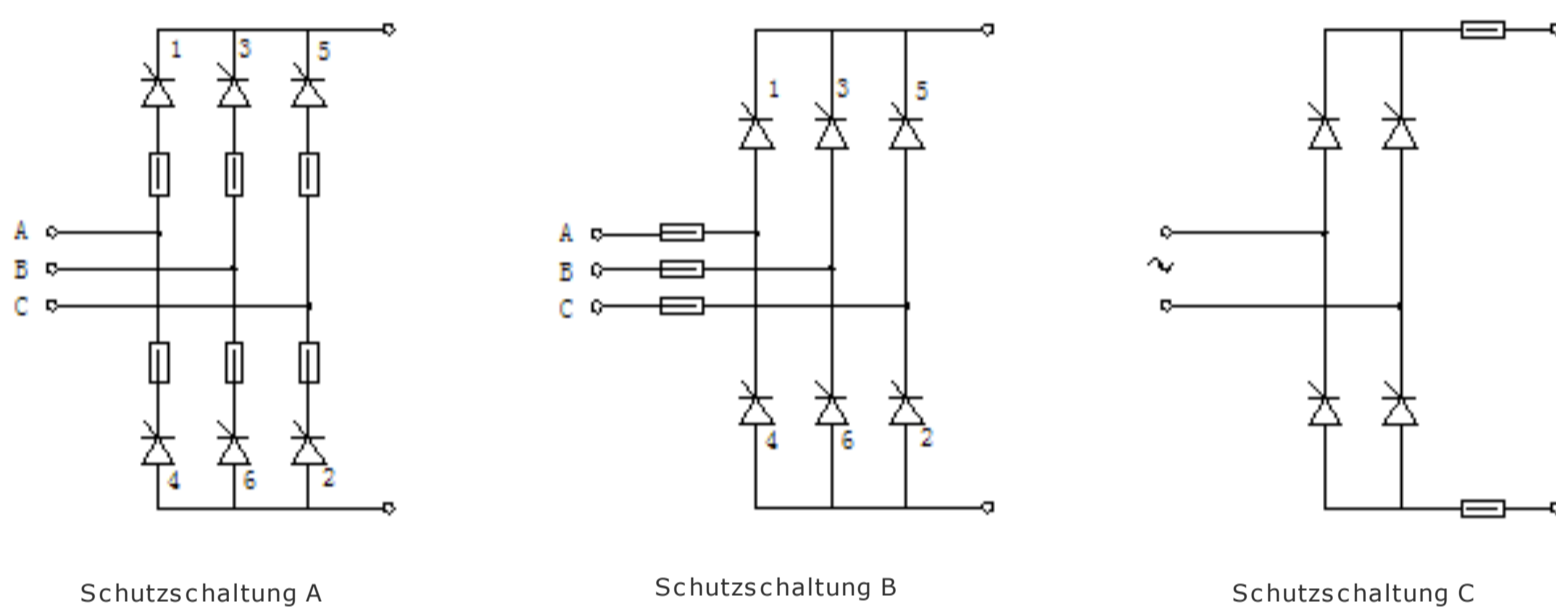 1 3 5
A
B
C
4 6 2
Schutzschaltung A
1 3 5
A
B
C
4 6 2
Schutzschaltung B
~
Schutzschaltung C